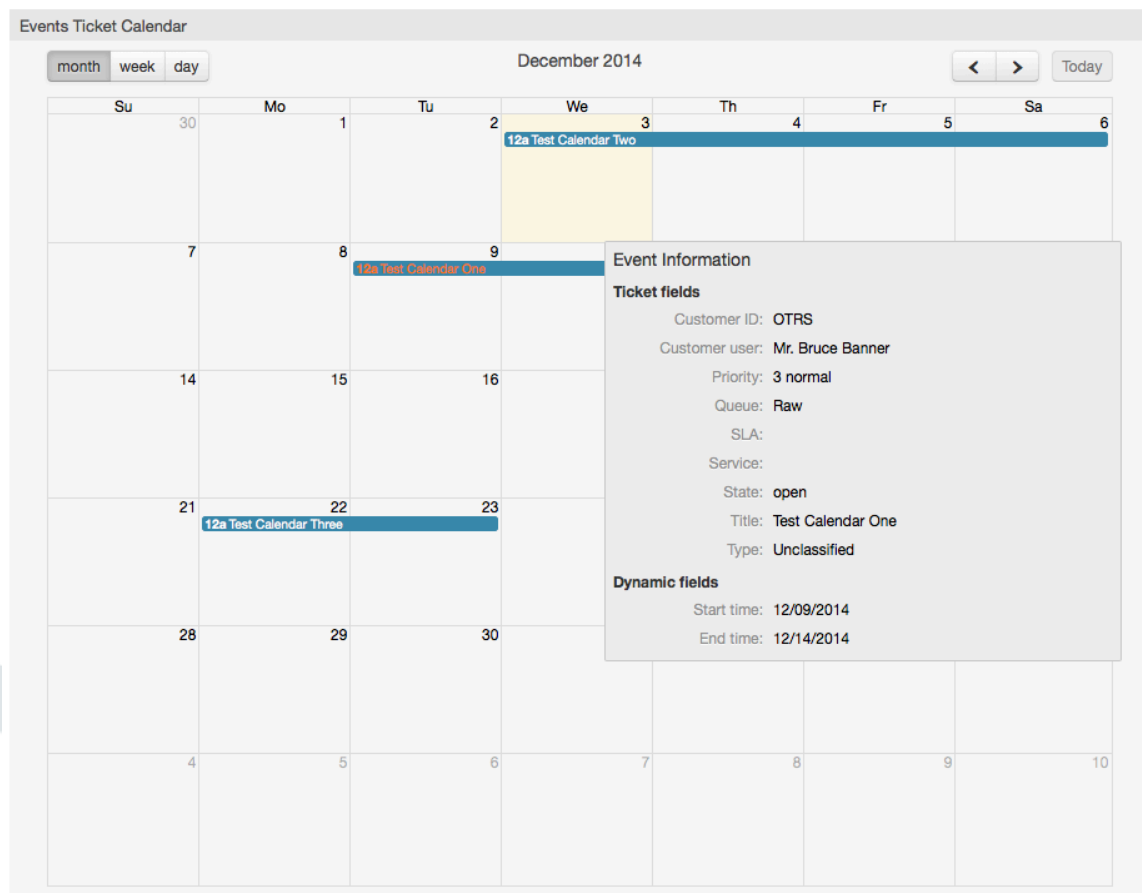 Events Ticket Calendar
month week day December 2014 < > Today
Su Mo Tu We Th Fr Sa
30 1 2 3 4 5 6
12a Test Calendar Two
7 8 9
12a Test Calendar One
Event Information
Ticket fields
Customer ID: OTRS
Customer user: Mr. Bruce Banner
Priority: 3 normal
14 15 16
Queue: Raw
SLA:
Service:
State: open
21 22 23
12a Test Calendar Three
Title: Test Calendar One
Type: Unclassified
Dynamic fields
Start time: 12/09/2014
28 29 30
End time: 12/14/2014
4 5 6 7 8 9 10